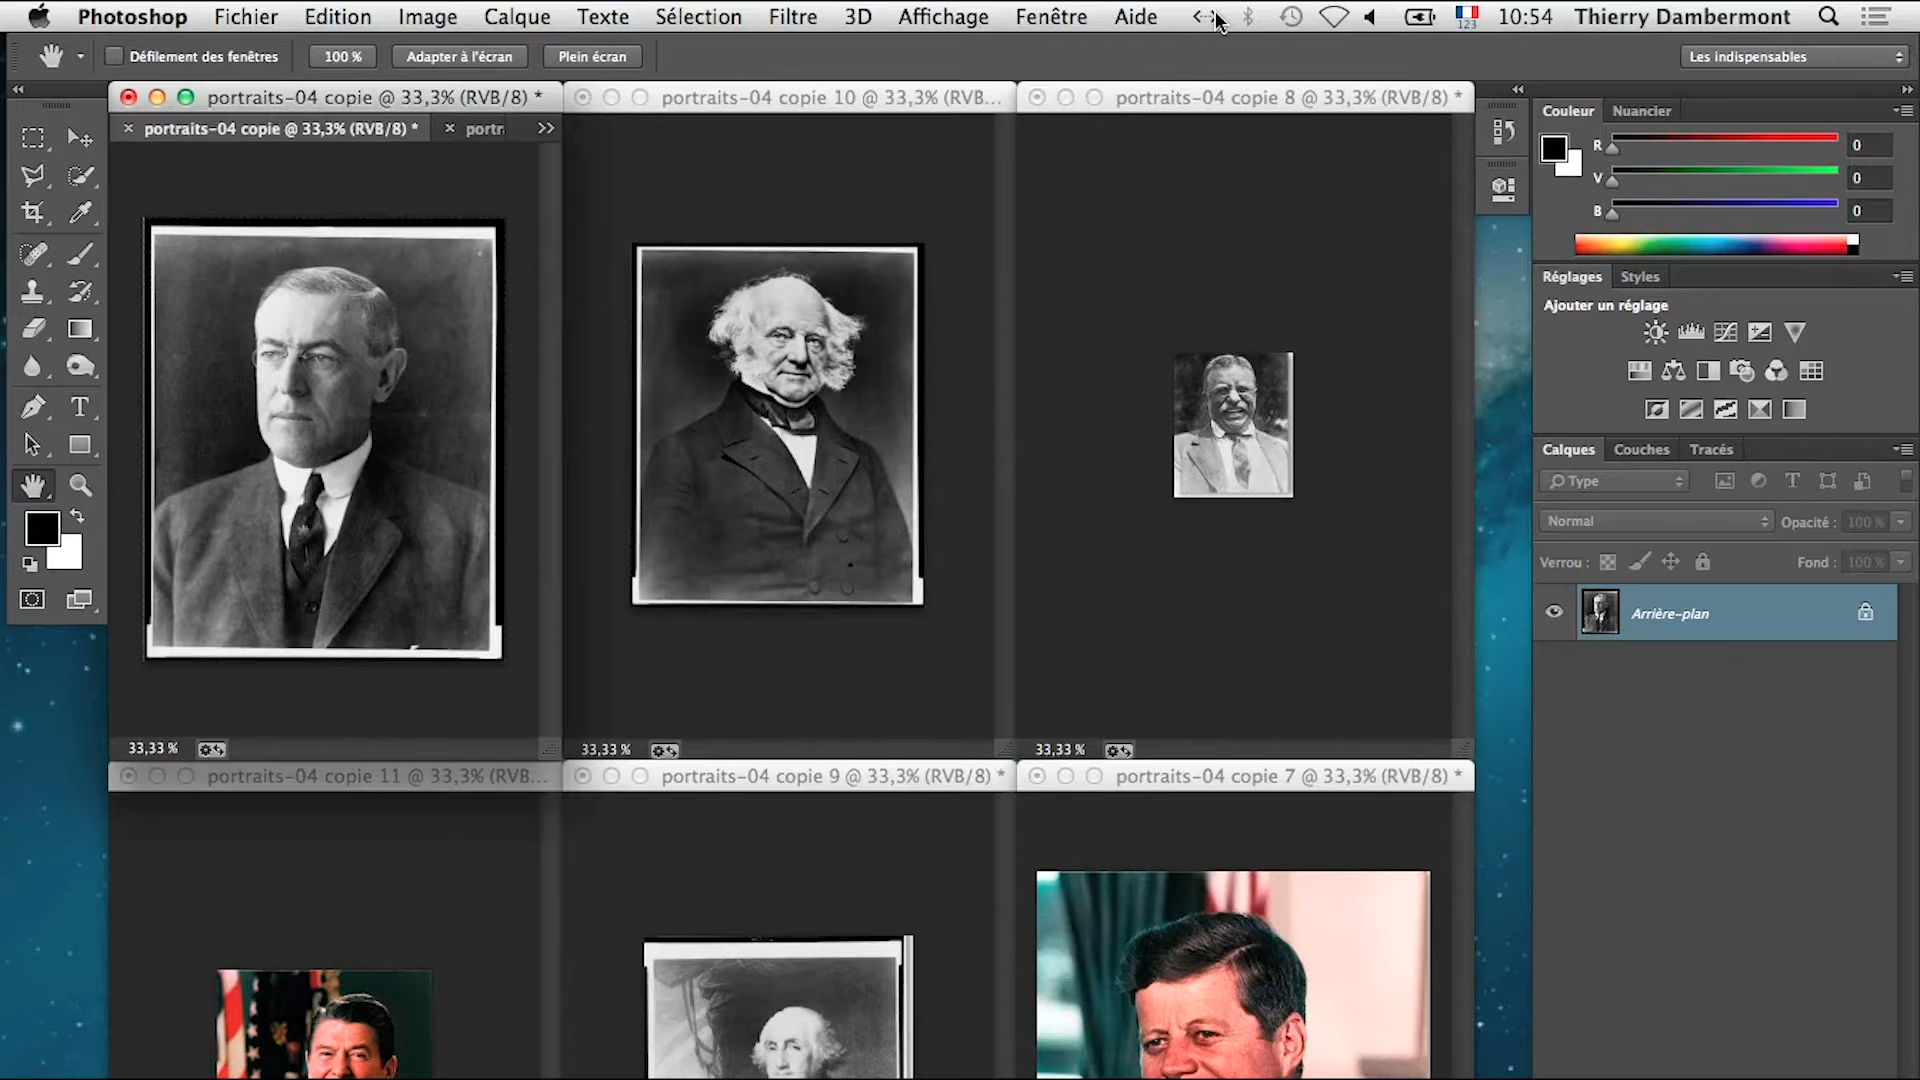 Photoshop Fichier Edition Image Calque Texte Sélection Filtre 3D Affichage Fenêtre Aide 123 10:54 Thierry Dambermont
Défilement des fenêtres 100 % Adapter à l'écran Plein écran Les indispensables
portraits-04 copie @ 33,3% (RVB/8) * portraits-04 copie 10 @ 33,3% (RVB... portraits-04 copie 8 @ 33,3% (RVB/8) *
portraits-04 copie @ 33,3% (RVB/8) * portr
Couleur Nuancier
R 0
V 0
B 0
Réglages Styles
Ajouter un réglage
Calques Couches Tracés
Type
Normal Opacité : 100 %
Verrou : Fond : 100 %
Arrière-plan
33,33 % 33,33 % 33,33 %
portraits-04 copie 11 @ 33,3% (RVB... portraits-04 copie 9 @ 33,3% (RVB/8) * portraits-04 copie 7 @ 33,3% (RVB/8) *